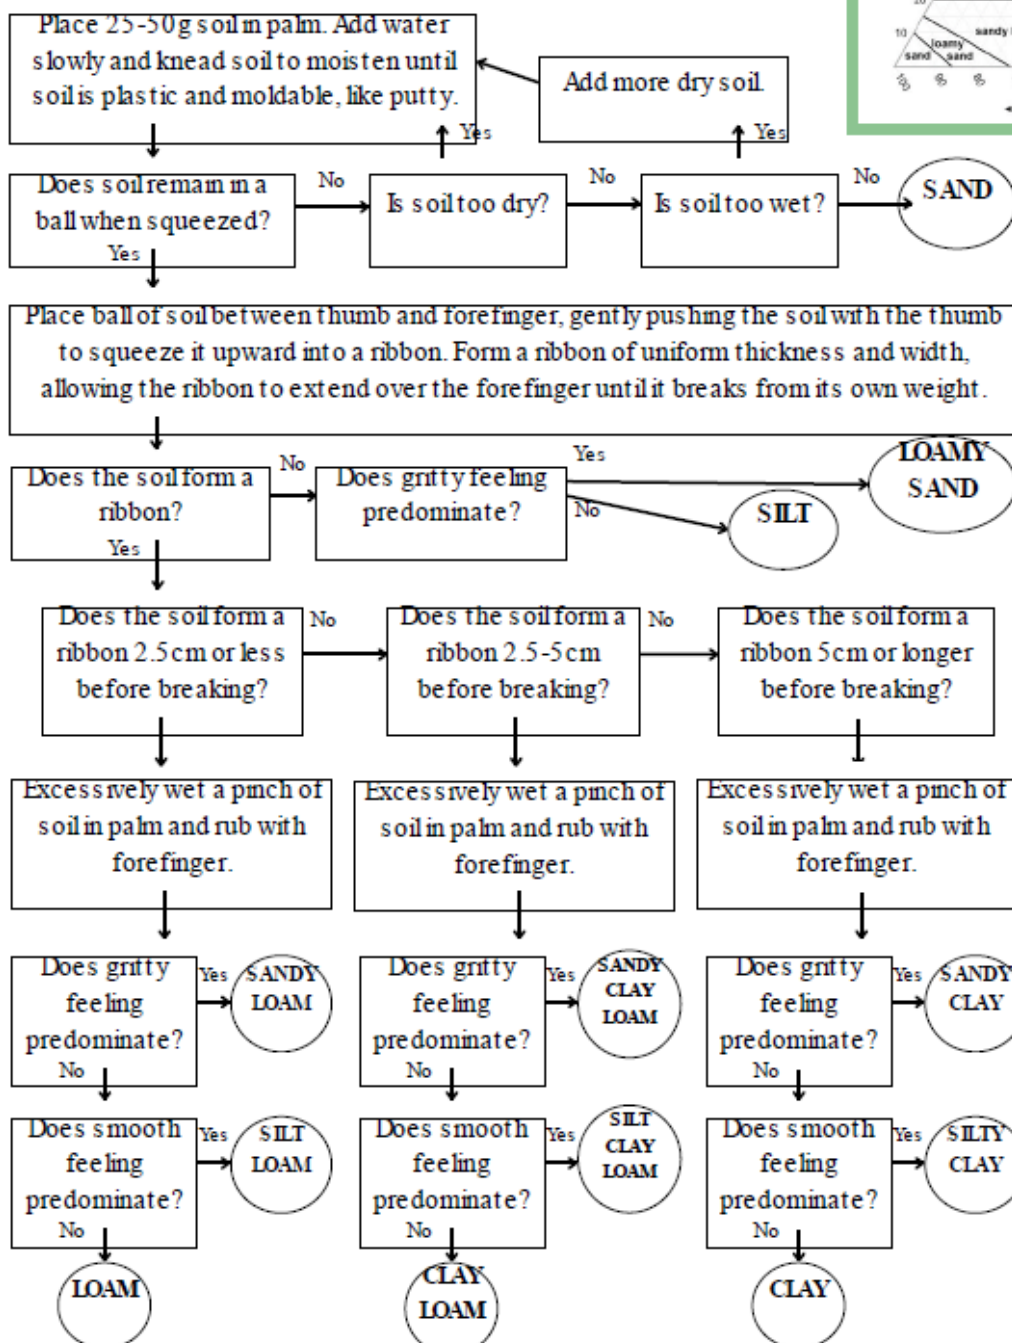 Place 25-50g soil in palm. Add water
slowly and knead soil to moisten until
soil is plastic and moldable, like putty.
Add more dry soil.
20
10
sandy
loamy
sand
sand
100
90
80
Yes
Yes
Does soil remain in a
ball when squeezed?
Yes
No
Is soil too dry?
No
Is soil too wet?
No
SAND
Place ball of soil between thumb and forefinger, gently pushing the soil with the thumb
to squeeze it upward into a ribbon. Form a ribbon of uniform thickness and width,
allowing the ribbon to extend over the forefinger until it breaks from its own weight.
Does the soil form a
ribbon?
Yes
No
Does gritty feeling
predominate?
Yes
No
LOAMY
SAND
SILT
Does the soil form a
ribbon 2.5cm or less
before breaking?
No
Does the soil form a
ribbon 2.5-5cm
before breaking?
No
Does the soil form a
ribbon 5cm or longer
before breaking?
Excessively wet a pinch of
soil in palm and rub with
forefinger.
Excessively wet a pinch of
soil in palm and rub with
forefinger.
Excessively wet a pinch of
soil in palm and rub with
forefinger.
Does gritty
feeling
predominate?
No
Yes
SANDY
LOAM
Does gritty
feeling
predominate?
No
Yes
SANDY
CLAY
LOAM
Does gritty
feeling
predominate?
No
Yes
SANDY
CLAY
Does smooth
feeling
predominate?
No
Yes
SILT
LOAM
Does smooth
feeling
predominate?
No
Yes
SILT
CLAY
LOAM
Does smooth
feeling
predominate?
No
Yes
SILTY
CLAY
LOAM
CLAY
LOAM
CLAY